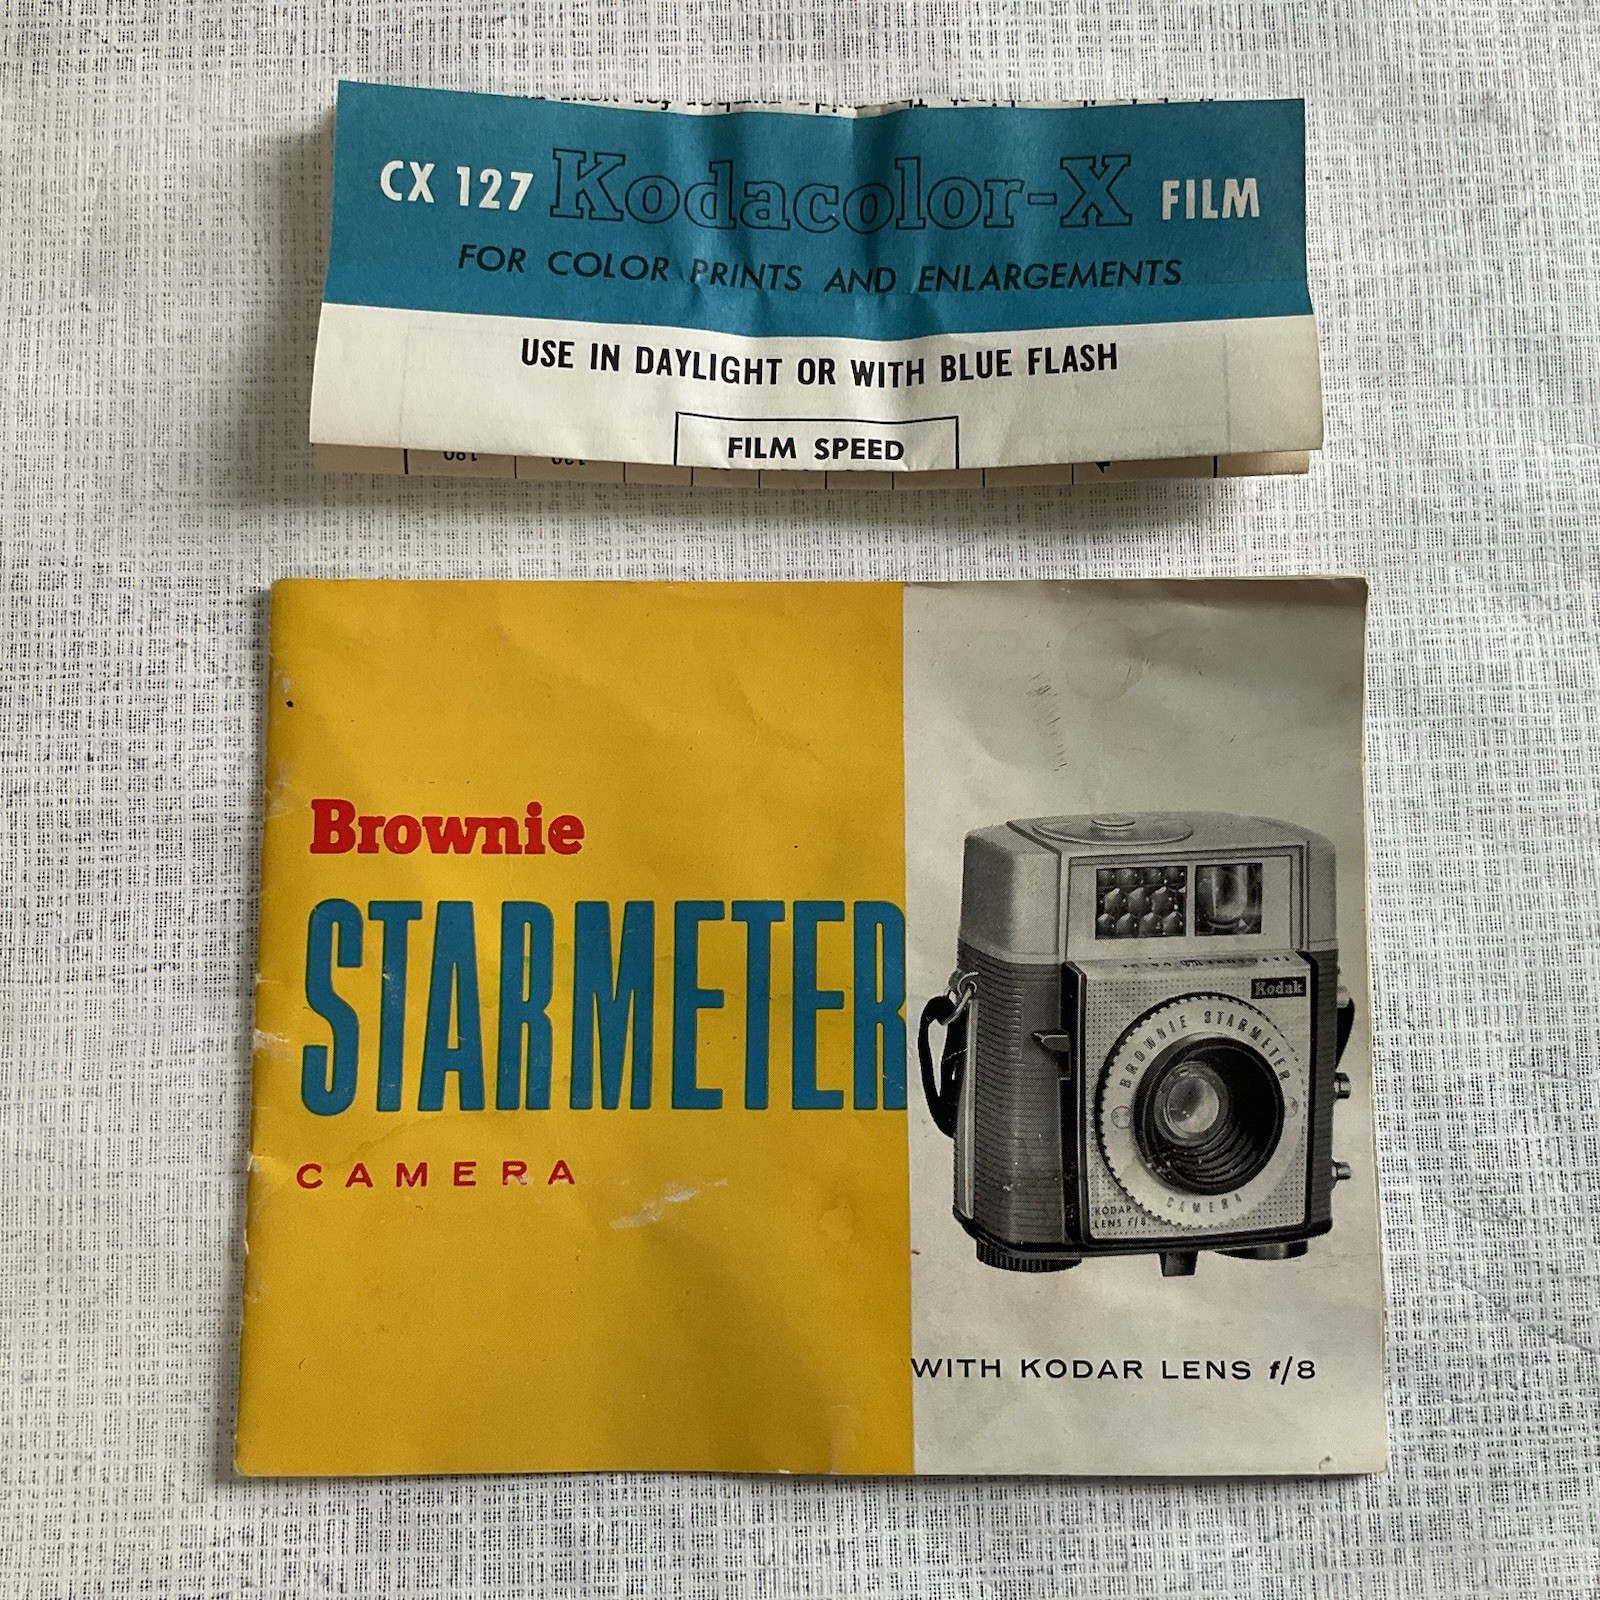 CX 127 Kodacolor-X FILM
FOR COLOR PRINTS AND ENLARGEMENTS
USE IN DAYLIGHT OR WITH BLUE FLASH
FILM SPEED
Brownie
STARMETER
CAMERA
Kodak
BROWNIE STARMETER
CAMERA
KODAR
LENS f/8
WITH KODAR LENS f/8